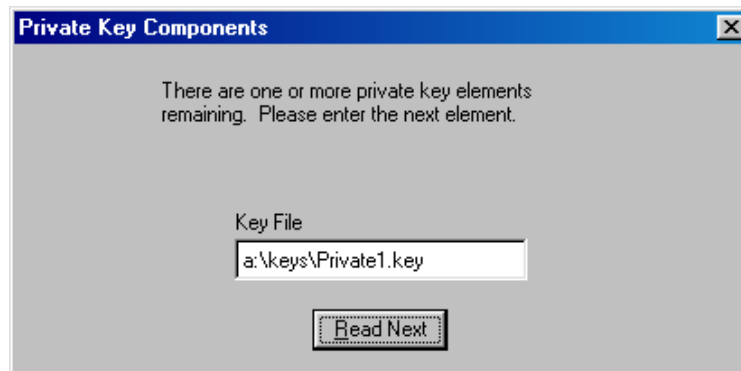 Private Key Components
There are one or more private key elements
remaining.  Please enter the next element.
Key File
a:\keys\Private1.key
Read Next